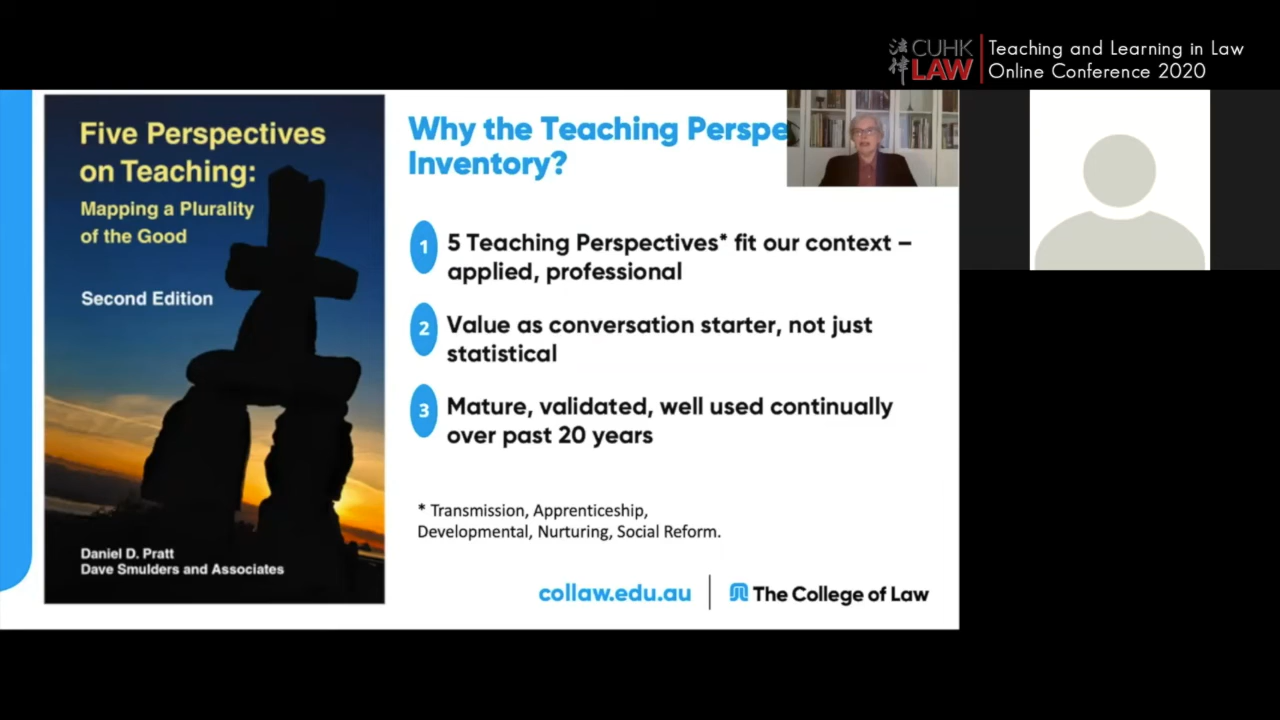 法律
CUHK
LAW
Teaching and Learning in Law
Online Conference 2020
Five Perspectives
on Teaching:
Mapping a Plurality
of the Good
Second Edition
Daniel D. Pratt
Dave Smulders and Associates
Why the Teaching Perspe
Inventory?
1 5 Teaching Perspectives* fit our context –
applied, professional
2 Value as conversation starter, not just
statistical
3 Mature, validated, well used continually
over past 20 years
* Transmission, Apprenticeship,
Developmental, Nurturing, Social Reform.
collaw.edu.au
The College of Law